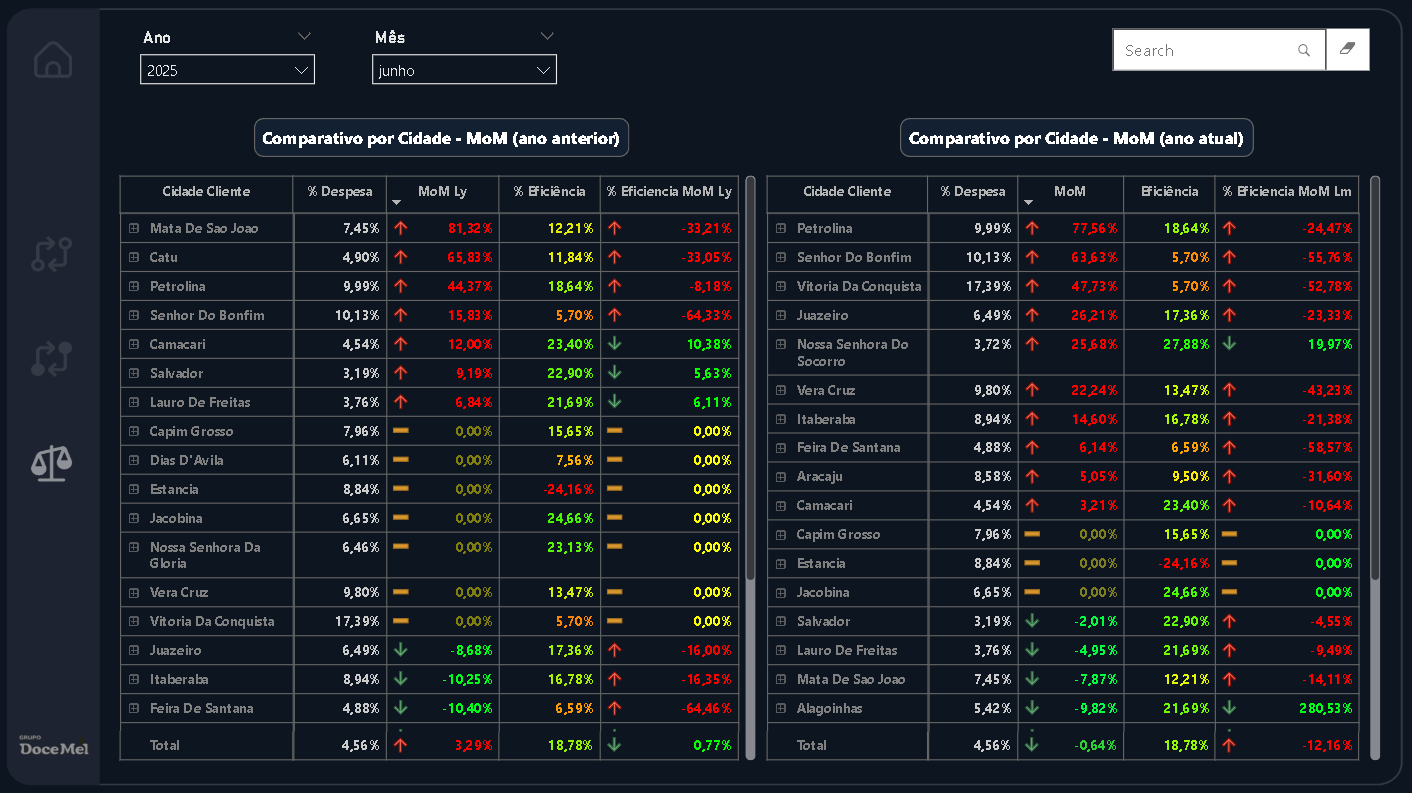 Ano
Mês
2025
junho
Search
Comparativo por Cidade - MoM (ano anterior)
Cidade Cliente % Despesa MoM Ly % Eficiência % Eficiencia MoM Ly
Mata De Sao Joao 7,45% 81,32% 12,21% -33,21%
Catu 4,90% 65,83% 11,84% -33,05%
Petrolina 9,99% 44,37% 18,64% -8,18%
Senhor Do Bonfim 10,13% 15,83% 5,70% -64,33%
Camacari 4,54% 12,00% 23,40% 10,38%
Salvador 3,19% 9,19% 22,90% 5,63%
Lauro De Freitas 3,76% 6,84% 21,69% 6,11%
Capim Grosso 7,96% 0,00% 15,65% 0,00%
Dias D'Avila 6,11% 0,00% 7,56% 0,00%
Estancia 8,84% 0,00% -24,16% 0,00%
Jacobina 6,65% 0,00% 24,66% 0,00%
Nossa Senhora Da 6,46% 0,00% 23,13% 0,00%
Gloria
Vera Cruz 9,80% 0,00% 13,47% 0,00%
Vitoria Da Conquista 17,39% 0,00% 5,70% 0,00%
Juazeiro 6,49% -8,68% 17,36% -16,00%
Itaberaba 8,94% -10,25% 16,78% -16,35%
Feira De Santana 4,88% -10,40% 6,59% -64,46%
Total 4,56% 3,29% 18,78% 0,77%
Comparativo por Cidade - MoM (ano atual)
Cidade Cliente % Despesa MoM Eficiência % Eficiencia MoM Lm
Petrolina 9,99% 77,56% 18,64% -24,47%
Senhor Do Bonfim 10,13% 63,63% 5,70% -55,76%
Vitoria Da Conquista 17,39% 47,73% 5,70% -52,78%
Juazeiro 6,49% 26,21% 17,36% -23,33%
Nossa Senhora Do 3,72% 25,68% 27,88% 19,97%
Socorro
Vera Cruz 9,80% 22,24% 13,47% -43,23%
Itaberaba 8,94% 14,60% 16,78% -21,38%
Feira De Santana 4,88% 6,14% 6,59% -58,57%
Aracaju 8,58% 5,05% 9,50% -31,60%
Camacari 4,54% 3,21% 23,40% -10,64%
Capim Grosso 7,96% 0,00% 15,65% 0,00%
Estancia 8,84% 0,00% -24,16% 0,00%
Jacobina 6,65% 0,00% 24,66% 0,00%
Salvador 3,19% -2,01% 22,90% -4,55%
Lauro De Freitas 3,76% -4,95% 21,69% -9,49%
Mata De Sao Joao 7,45% -7,87% 12,21% -14,11%
Alagoinhas 5,42% -9,82% 21,69% 280,53%
Total 4,56% -0,64% 18,78% -12,16%
GRUPO
DoceMel